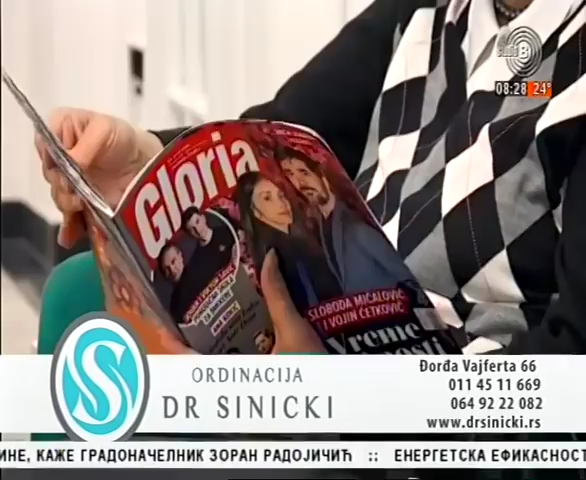 studio B
08:28 24°
Gloria
SLOBODA MIĆALOVIĆ
I VOJIN ĆETKOVIĆ
Vreme
ORDINACIJA
DR SINICKI
Đorđa Vajferta 66
011 45 11 669
064 92 22 082
www.drsinicki.rs
ИНЕ, КАЖЕ ГРАДОНАЧЕЛНИК ЗОРАН РАДОЈИЧИЋ :: ЕНЕРГЕТСКА ЕФИКАСНОСТ